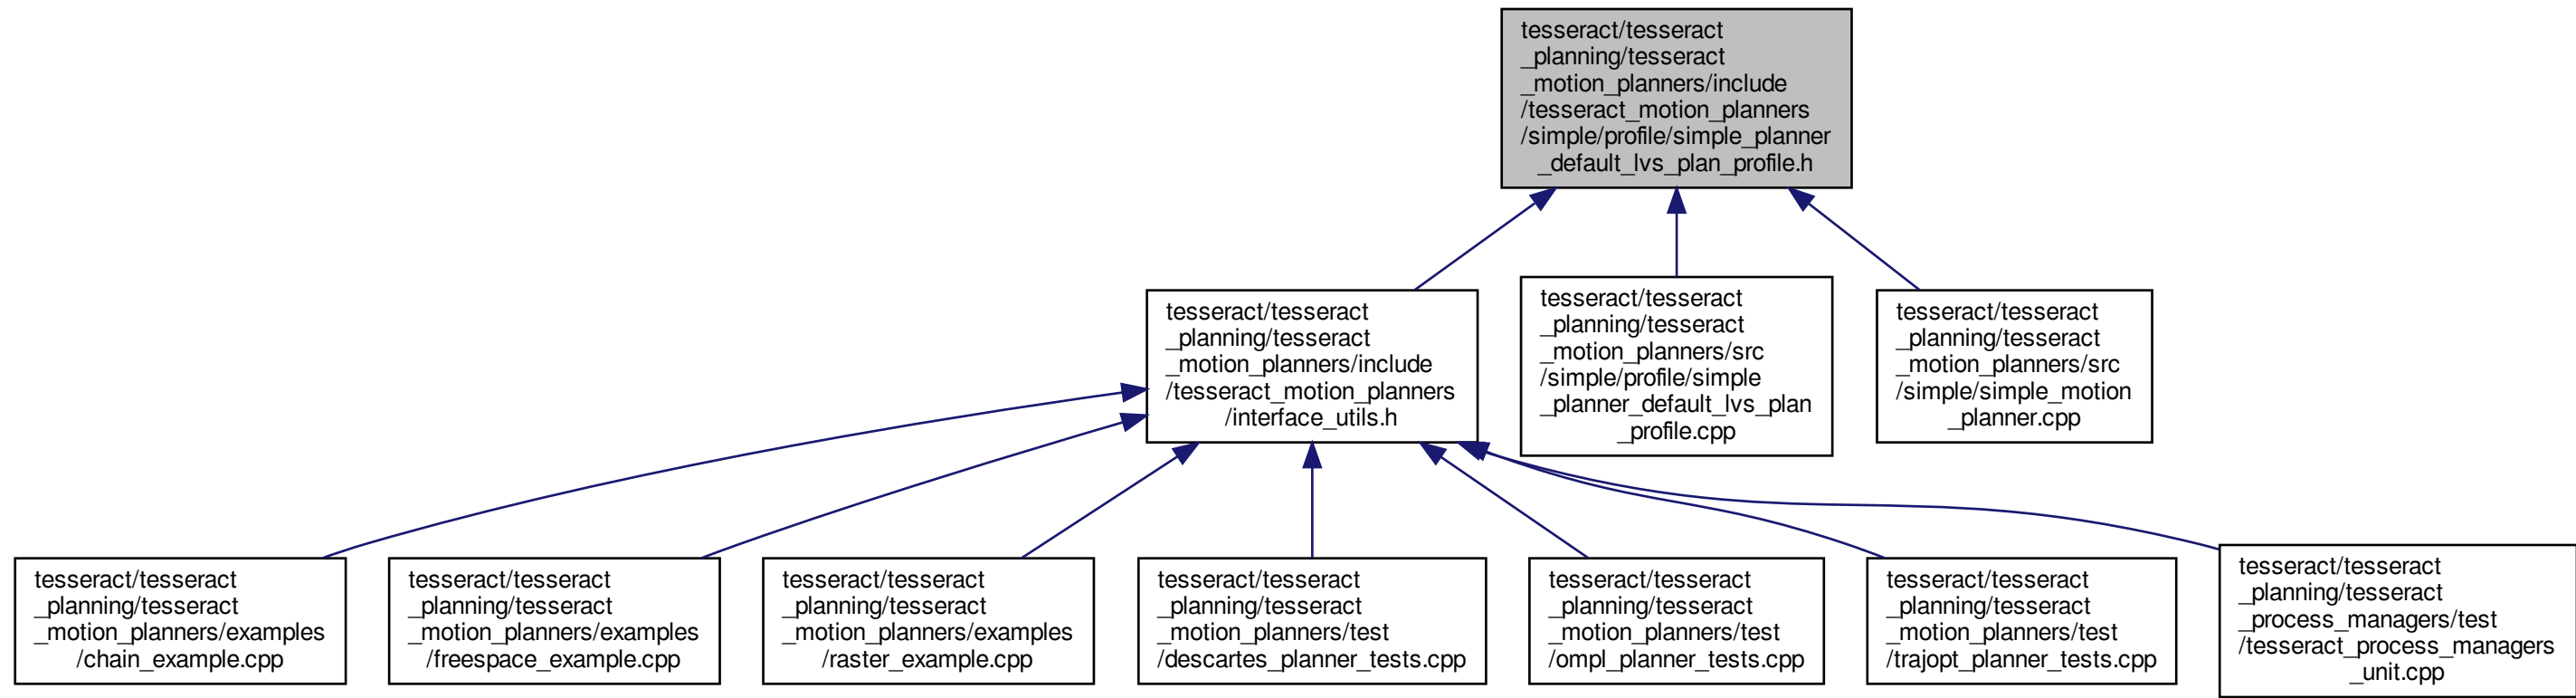 tesseract/tesseract
_planning/tesseract
_motion_planners/include
/tesseract_motion_planners
/simple/profile/simple_planner
_default_lvs_plan_profile.h
tesseract/tesseract
_planning/tesseract
_motion_planners/include
/tesseract_motion_planners
/interface_utils.h
tesseract/tesseract
_planning/tesseract
_motion_planners/src
/simple/profile/simple
_planner_default_lvs_plan
_profile.cpp
tesseract/tesseract
_planning/tesseract
_motion_planners/src
/simple/simple_motion
_planner.cpp
tesseract/tesseract
_planning/tesseract
_motion_planners/examples
/chain_example.cpp
tesseract/tesseract
_planning/tesseract
_motion_planners/examples
/freespace_example.cpp
tesseract/tesseract
_planning/tesseract
_motion_planners/examples
/raster_example.cpp
tesseract/tesseract
_planning/tesseract
_motion_planners/test
/descartes_planner_tests.cpp
tesseract/tesseract
_planning/tesseract
_motion_planners/test
/ompl_planner_tests.cpp
tesseract/tesseract
_planning/tesseract
_motion_planners/test
/trajopt_planner_tests.cpp
tesseract/tesseract
_planning/tesseract
_process_managers/test
/tesseract_process_managers
_unit.cpp